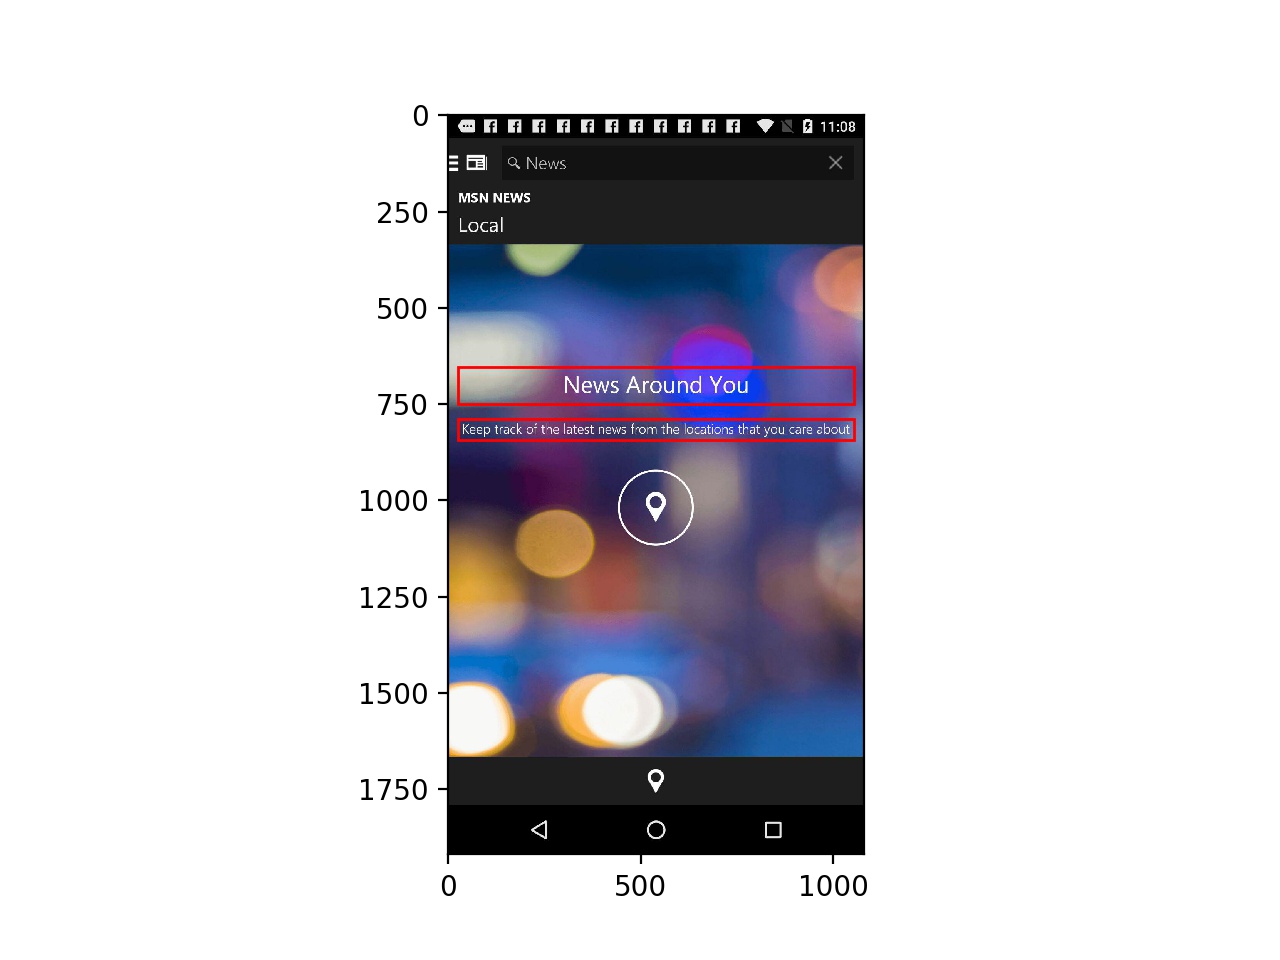 0
250
500
750
1000
1250
1500
1750
0 500 1000
11:08
News
MSN NEWS
Local
News Around You
Keep track of the latest news from the locations that you care about